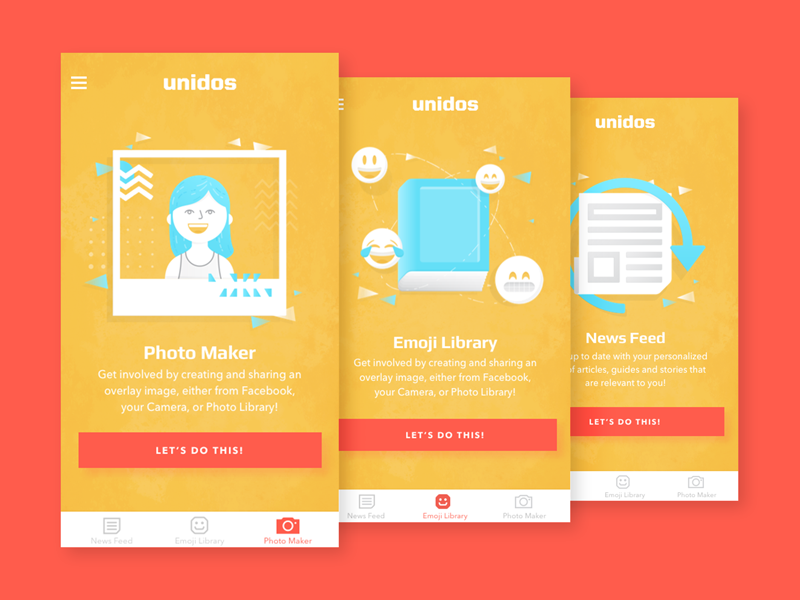 unidos
Photo Maker
Get involved by creating and sharing an
overlay image, either from Facebook,
your Camera, or Photo Library!
LET'S DO THIS!
News Feed
Emoji Library
Photo Maker
unidos
Emoji Library
Get involved by creating and sharing an
overlay image, either from Facebook,
your Camera, or Photo Library!
LET'S DO THIS!
News Feed
Emoji Library
Photo Maker
unidos
News Feed
up to date with your personalized
of articles, guides and stories that
are relevant to you!
LET'S DO THIS!
Emoji Library
Photo Maker